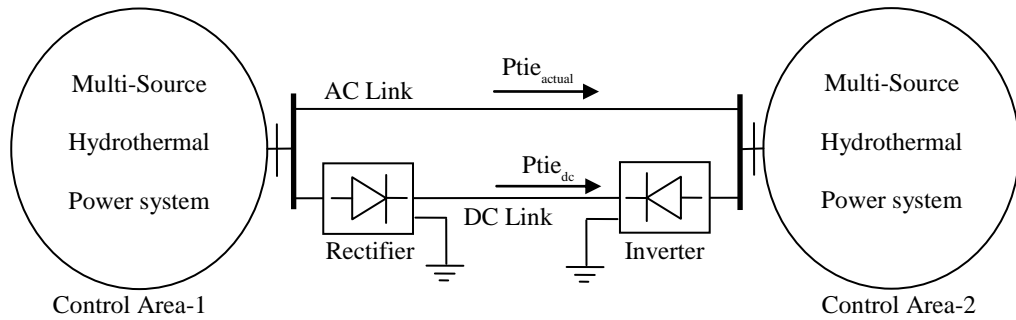 Multi-Source
Hydrothermal
Power system
Control Area-1
AC Link
Ptie_actual
Ptie_dc
DC Link
Rectifier
Inverter
Multi-Source
Hydrothermal
Power system
Control Area-2